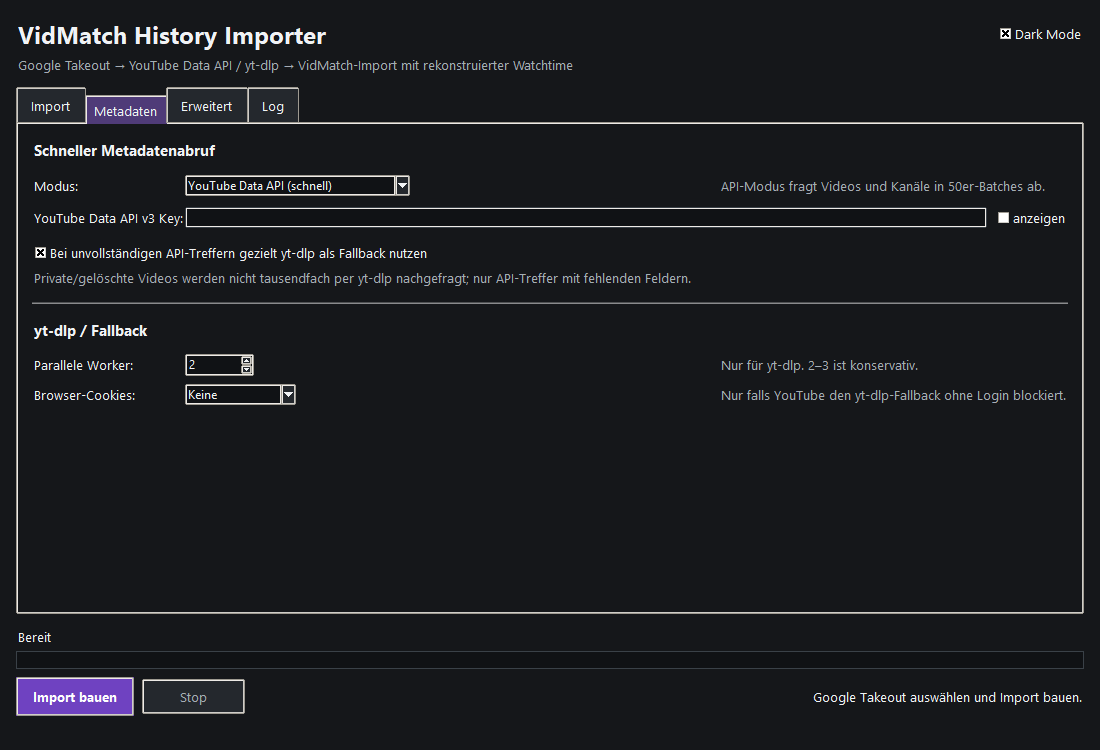 VidMatch History Importer
Dark Mode
Google Takeout → YouTube Data API / yt-dlp → VidMatch-Import mit rekonstruierter Watchtime
Import Metadaten Erweitert Log
Schneller Metadatenabruf
Modus: YouTube Data API (schnell) API-Modus fragt Videos und Kanäle in 50er-Batches ab.
YouTube Data API v3 Key: anzeigen
Bei unvollständigen API-Treffern gezielt yt-dlp als Fallback nutzen
Private/gelöschte Videos werden nicht tausendfach per yt-dlp nachgefragt; nur API-Treffer mit fehlenden Feldern.
yt-dlp / Fallback
Parallele Worker: 2 Nur für yt-dlp. 2–3 ist konservativ.
Browser-Cookies: Keine Nur falls YouTube den yt-dlp-Fallback ohne Login blockiert.
Bereit
Import bauen Stop Google Takeout auswählen und Import bauen.